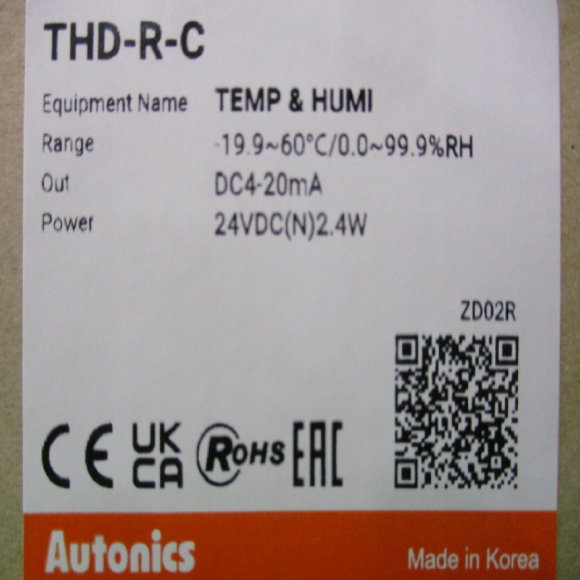 THD-R-C
Equipment Name TEMP & HUMI
Range -19.9~60°C/0.0~99.9%RH
Out DC4-20mA
Power 24VDC(N)2.4W
ZD02R
CE UK CA RoHS EAC
Autonics Made in Korea